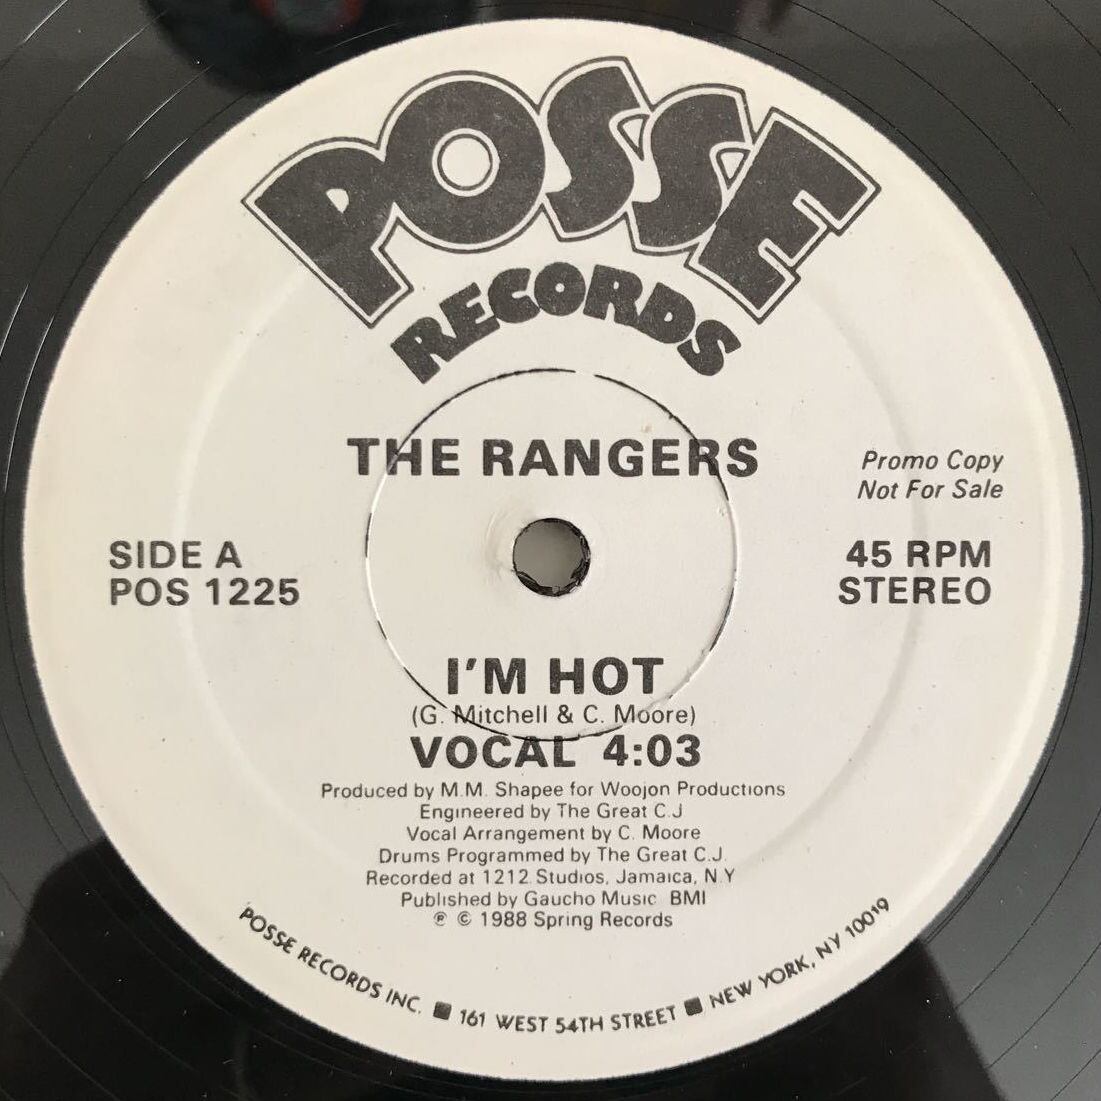 POSSE
RECORDS
THE RANGERS
Promo Copy
Not For Sale
SIDE A
POS 1225
45 RPM
STEREO
I'M HOT
(G. Mitchell & C. Moore)
VOCAL 4:03
Produced by M.M. Shapee for Woojon Productions
Engineered by The Great C.J
Vocal Arrangement by C. Moore
Drums Programmed by The Great C.J.
Recorded at 1212 Studios, Jamaica, N.Y
Published by Gaucho Music BMI
℗ © 1988 Spring Records
POSSE RECORDS INC. ■ 161 WEST 54TH STREET ■ NEW YORK, NY 10019